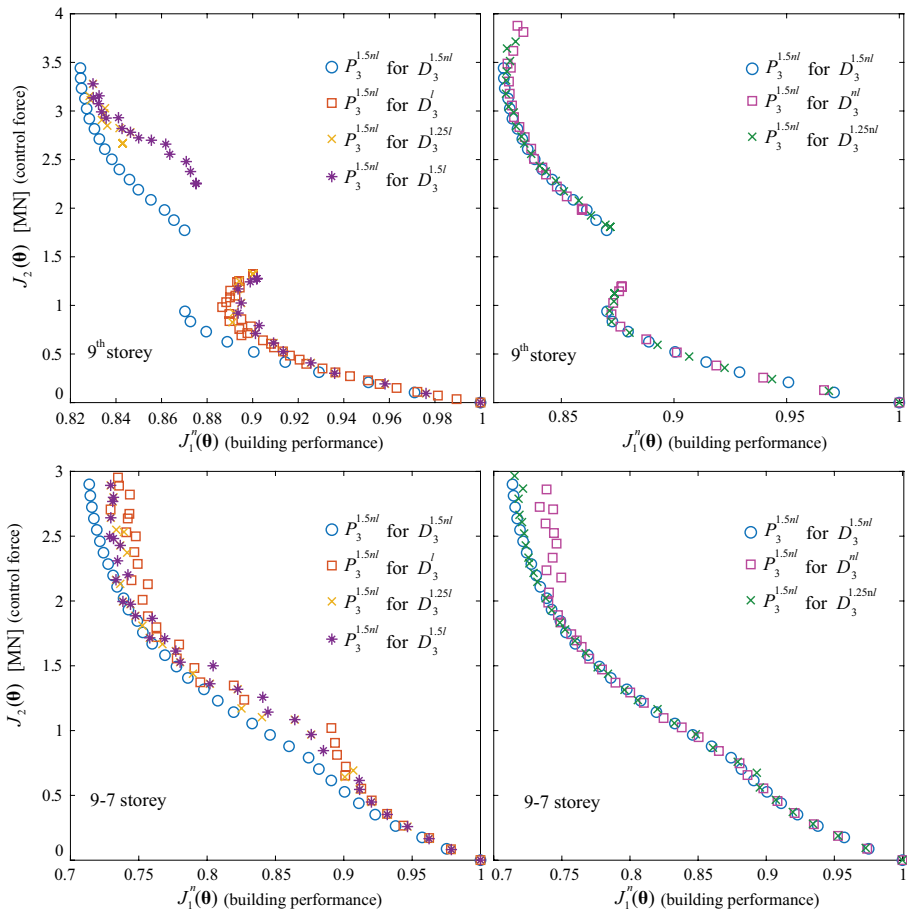 4
3.5
3
2.5
2
1.5
1
0.5
0
J₂(θ) [MN] (control force)
P₃^1.5nl for D₃^1.5nl
P₃^1.5nl for D₃^l
P₃^1.5nl for D₃^1.25l
P₃^1.5nl for D₃^1.5l
9th storey
0.82 0.84 0.86 0.88 0.9 0.92 0.94 0.96 0.98 1
J₁ⁿ(θ) (building performance)
P₃^1.5nl for D₃^1.5nl
P₃^1.5nl for D₃^nl
P₃^1.5nl for D₃^1.25nl
9th storey
0.85 0.9 0.95 1
J₁ⁿ(θ) (building performance)
3
2.5
2
1.5
1
0.5
0
J₂(θ) [MN] (control force)
P₃^1.5nl for D₃^1.5nl
P₃^1.5nl for D₃^l
P₃^1.5nl for D₃^1.25l
P₃^1.5nl for D₃^1.5l
9-7 storey
0.7 0.75 0.8 0.85 0.9 0.95 1
J₁ⁿ(θ) (building performance)
P₃^1.5nl for D₃^1.5nl
P₃^1.5nl for D₃^nl
P₃^1.5nl for D₃^1.25nl
9-7 storey
0.7 0.75 0.8 0.85 0.9 0.95 1
J₁ⁿ(θ) (building performance)